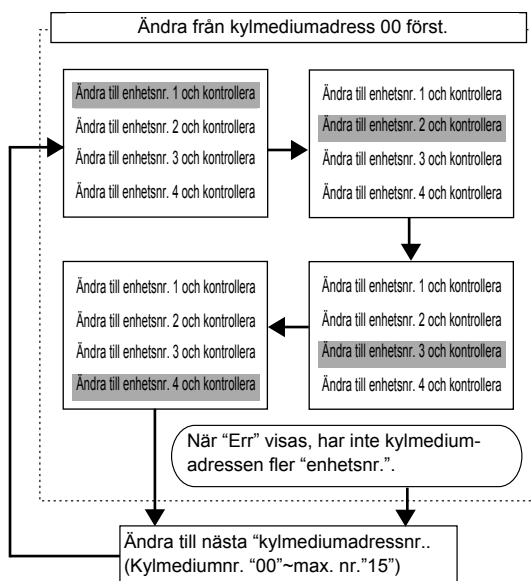 Ändra från kylmediumadress 00 först.
Ändra till enhetsnr. 1 och kontrollera
Ändra till enhetsnr. 2 och kontrollera
Ändra till enhetsnr. 3 och kontrollera
Ändra till enhetsnr. 4 och kontrollera
Ändra till enhetsnr. 1 och kontrollera
Ändra till enhetsnr. 2 och kontrollera
Ändra till enhetsnr. 3 och kontrollera
Ändra till enhetsnr. 4 och kontrollera
Ändra till enhetsnr. 1 och kontrollera
Ändra till enhetsnr. 2 och kontrollera
Ändra till enhetsnr. 3 och kontrollera
Ändra till enhetsnr. 4 och kontrollera
Ändra till enhetsnr. 1 och kontrollera
Ändra till enhetsnr. 2 och kontrollera
Ändra till enhetsnr. 3 och kontrollera
Ändra till enhetsnr. 4 och kontrollera
När “Err” visas, har inte kylmedium-
adressen fler “enhetsnr.”.
Ändra till nästa “kylmediumadressnr..
(Kylmediumnr. “00”~max. nr.”15”)